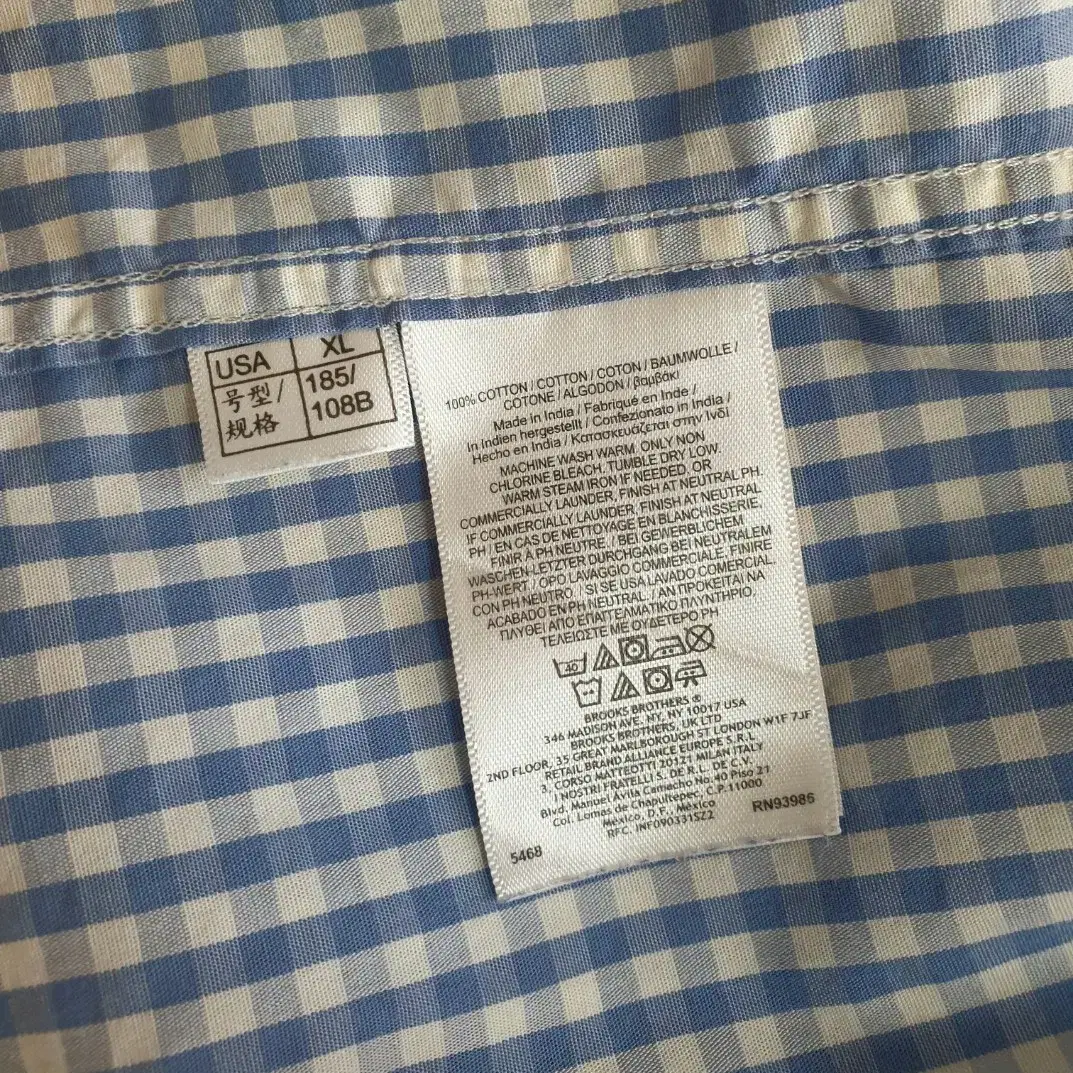 USA XL
号型/ 185/
规格 108B
100% COTTON / COTTON / COTON / BAUMWOLLE /
COTONE / ALGODON / βαμβάκι
Made in India / Fabriqué en Inde /
In Indien hergestellt / Confezionato in India /
Hecho en India / Κατασκευάζεται στην Ινδί
MACHINE WASH WARM. ONLY NON
CHLORINE BLEACH. TUMBLE DRY LOW.
WARM STEAM IRON IF NEEDED, OR
COMMERCIALLY LAUNDER, FINISH AT NEUTRAL PH.
IF COMMERCIALLY LAUNDER, FINISH AT NEUTRAL
PH / EN CAS DE NETTOYAGE EN BLANCHISSERIE,
FINIR À PH NEUTRE. / BEI GEWERBLICHEM
WASCHEN LETZTER DURCHGANG BEI NEUTRALEM
PH-WERT / OPO LAVAGGIO COMMERCIALE, FINIRE
CON PH NEUTRO. / SI SE USA LAVADO COMERCIAL.
ACABADO EN PH NEUTRAL. / ΑΝ ΠΡΟΚΕΙΤΑΙ ΝΑ
ΠΛΥΘΕΙ ΑΠΟ ΕΠΑΓΓΕΛΜΑΤΙΚΟ ΠΛΥΝΤΗΡΙΟ,
ΤΕΛΕΙΩΣΤΕ ΜΕ ΟΥΔΕΤΕΡΟ PH
40
BROOKS BROTHERS ®
346 MADISON AVE. NY, NY 10017 USA
BROOKS BROTHERS, UK LTD
2ND FLOOR, 35 GREAT MARLBOROUGH ST LONDON W1F 7JF
RETAIL BRAND ALLIANCE EUROPE S.R.L
3, CORSO MATTEOTTI 20121 MILAN ITALY
I NOSTRI FRATELLI S. DE R.L. DE C.V.
Blvd. Manuel Ávila Camacho No.40 Piso 21
Col. Lomas de Chapultepec, C.P. 11000
México, D.F., México
RFC. INF090331SZ2
RN93985
5468